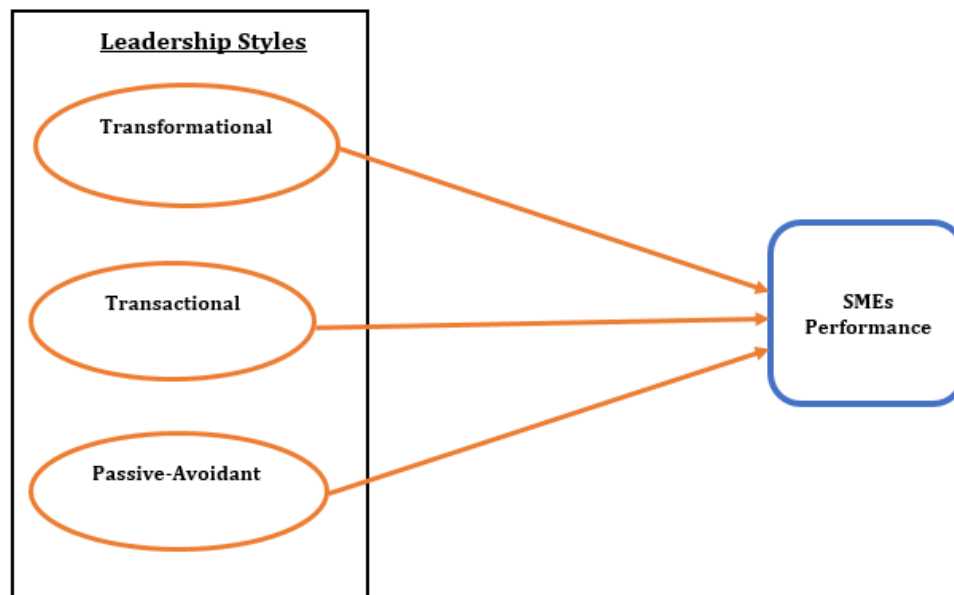 Leadership Styles
Transformational
Transactional
SMEs
Performance
Passive-Avoidant